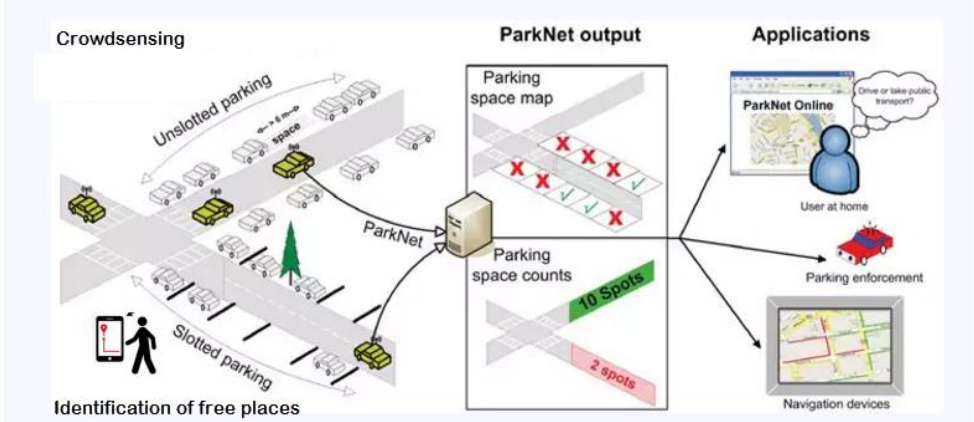 Crowdsensing
ParkNet output
Applications
Unslotted parking
> 6 m
space
ParkNet
Slotted parking
Identification of free places
Parking
space map
X X X
X X ✓
✓ ✓ X
Parking
space counts
10 Spots
2 spots
ParkNet Online
Drive or take public
transport?
User at home
Parking enforcement
Navigation devices